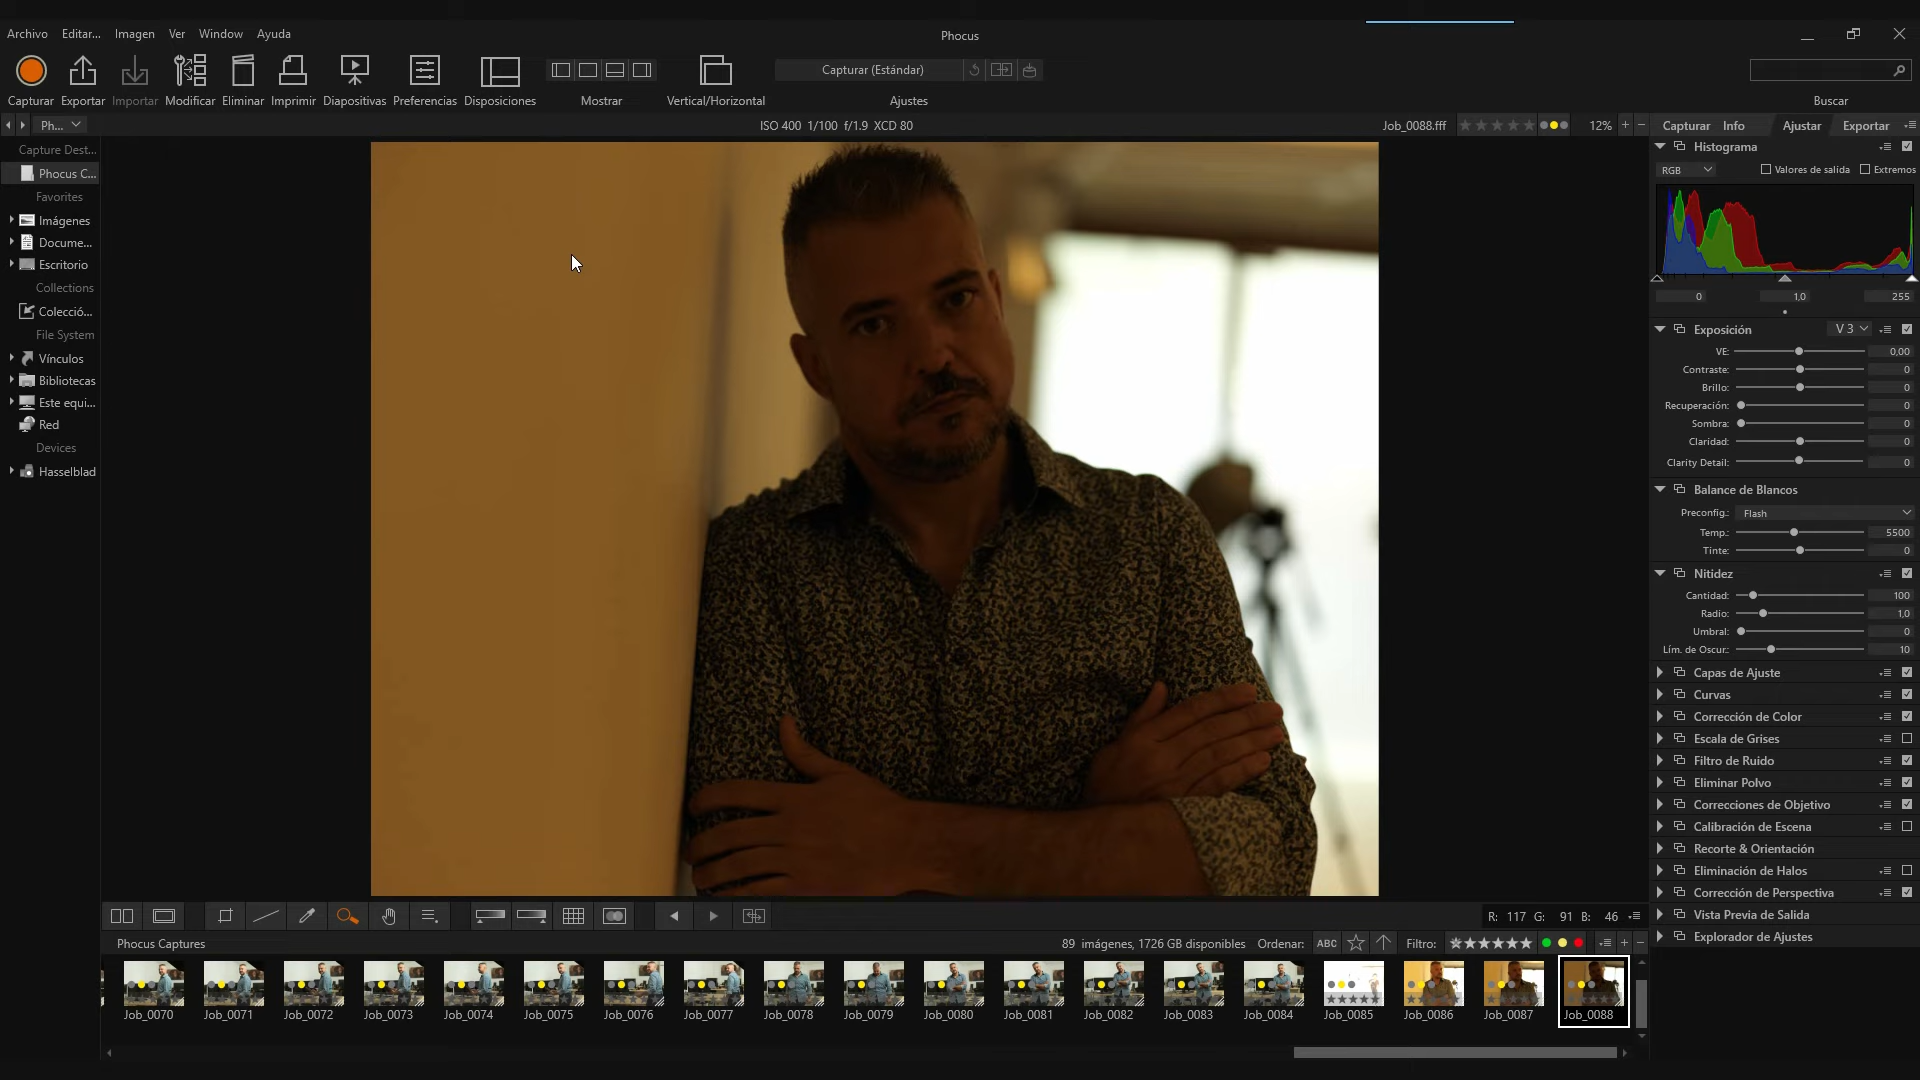 Archivo Editar... Imagen Ver Window Ayuda
Phocus
Capturar Exportar Importar Modificar Eliminar Imprimir Diapositivas Preferencias Disposiciones Mostrar Vertical/Horizontal
Capturar (Estándar)
Ajustes
Buscar
Ph...
ISO 400 1/100 f/1.9 XCD 80
Job_0088.fff
12% + −
Capturar Info Ajustar Exportar
Capture Dest...
Phocus C...
Favorites
Imágenes
Docume...
Escritorio
Collections
Colecció...
File System
Vínculos
Bibliotecas
Este equi...
Red
Devices
Hasselblad
Histograma
RGB Valores de salida Extremos
0 1,0 255
Exposición V 3
VE: 0,00
Contraste: 0
Brillo: 0
Recuperación: 0
Sombra: 0
Claridad: 0
Clarity Detail: 0
Balance de Blancos
Preconfig.: Flash
Temp.: 5500
Tinte: 0
Nitidez
Cantidad: 100
Radio: 1,0
Umbral: 0
Lím. de Oscur.: 10
Capas de Ajuste
Curvas
Corrección de Color
Escala de Grises
Filtro de Ruido
Eliminar Polvo
Correcciones de Objetivo
Calibración de Escena
Recorte & Orientación
Eliminación de Halos
Corrección de Perspectiva
Vista Previa de Salida
Explorador de Ajustes
R: 117 G: 91 B: 46
Phocus Captures
89 imágenes, 1726 GB disponibles Ordenar: ABC Filtro: + −
Job_0070 Job_0071 Job_0072 Job_0073 Job_0074 Job_0075 Job_0076 Job_0077 Job_0078 Job_0079 Job_0080 Job_0081 Job_0082 Job_0083 Job_0084 Job_0085 Job_0086 Job_0087 Job_0088